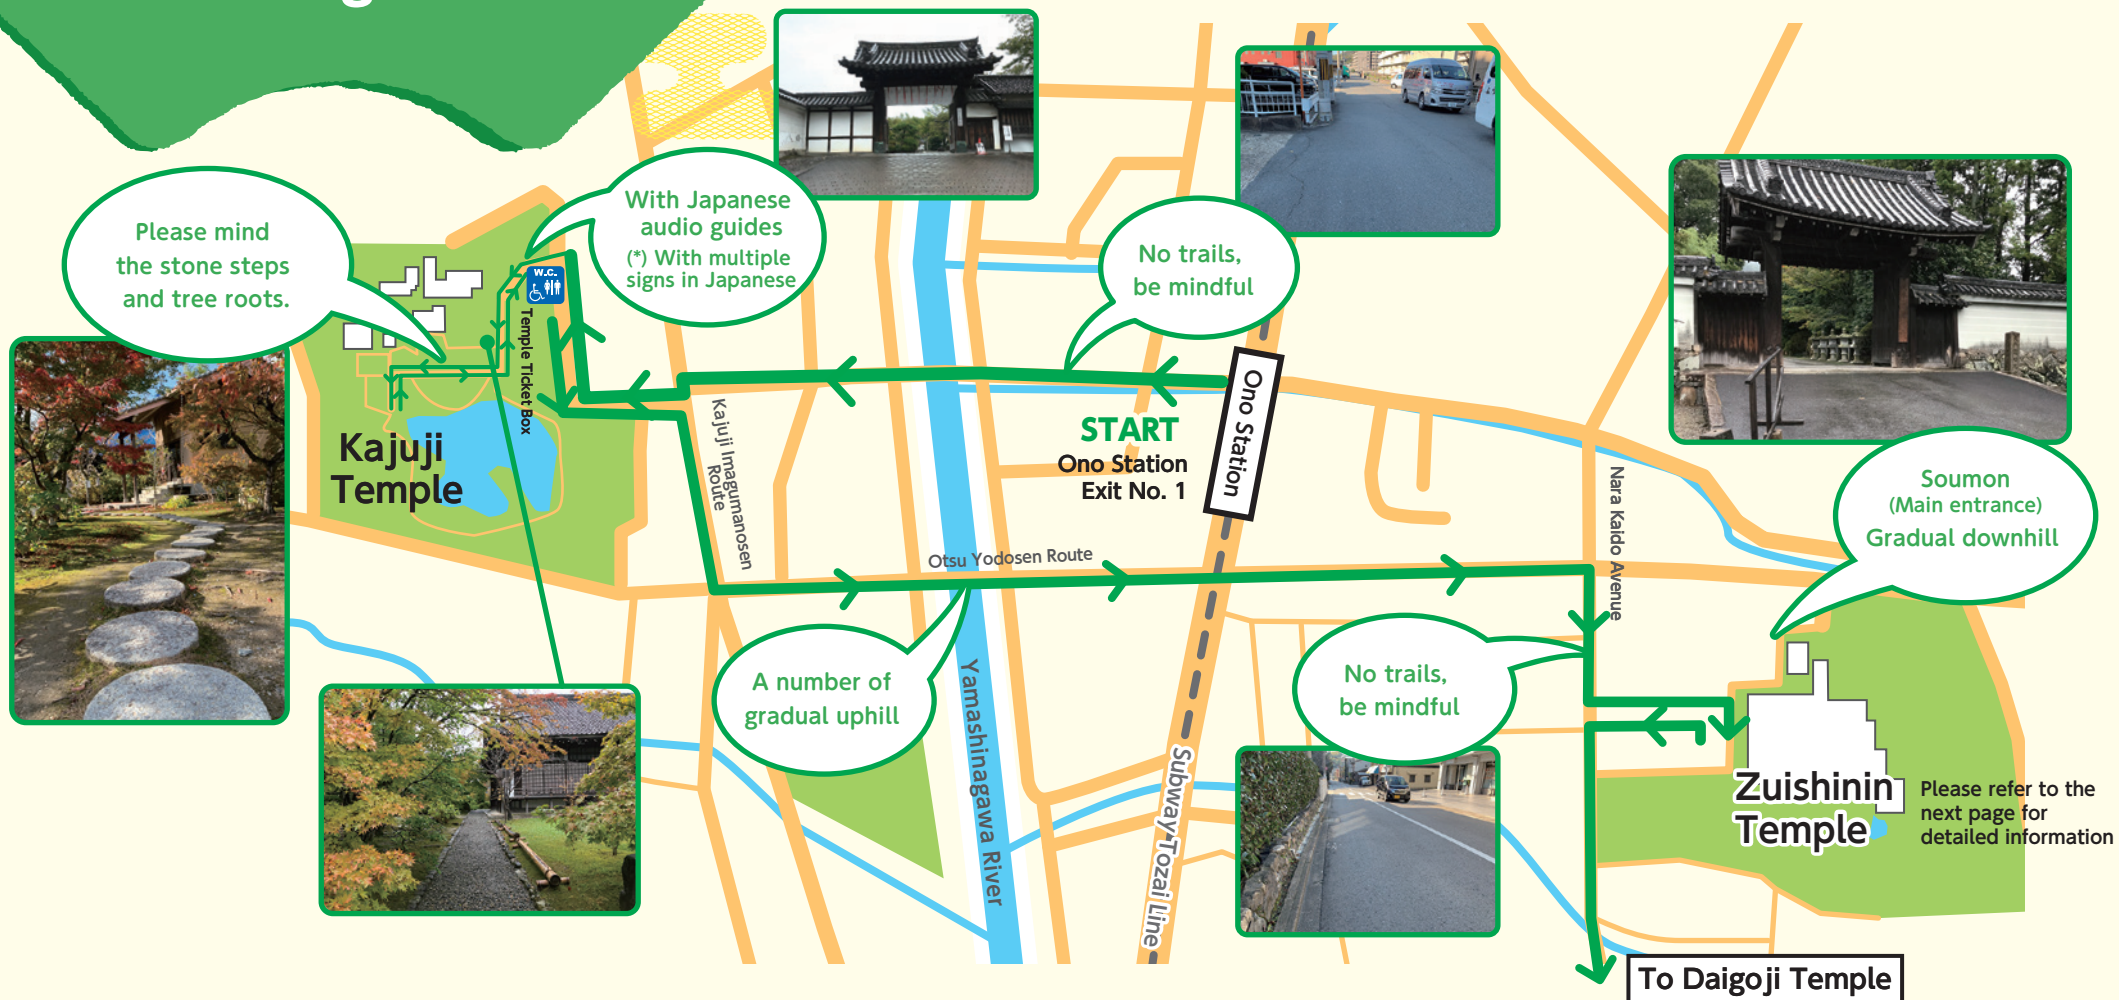 Please mind
the stone steps
and tree roots.
With Japanese
audio guides
(*) With multiple
signs in Japanese
No trails,
be mindful
W.C.
Temple Ticket Box
Kajuji
Temple
Kajuji Imagumanosen
Route
START
Ono Station
Exit No. 1
Ono Station
Nara Kaido Avenue
Soumon
(Main entrance)
Gradual downhill
Otsu Yodosen Route
A number of
gradual uphill
Yamashinagawa River
Subway Tozai Line
No trails,
be mindful
Zuishinin
Temple
Please refer to the
next page for
detailed information
To Daigoji Temple